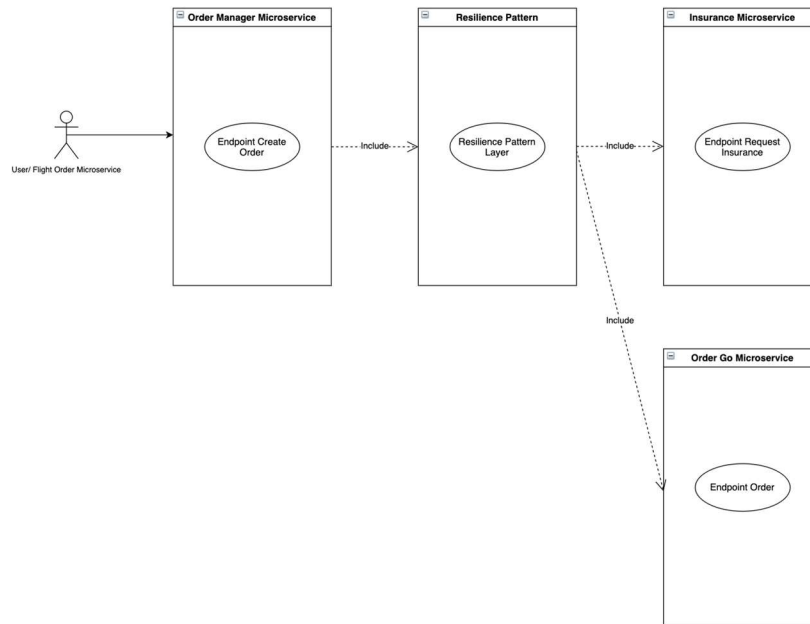 Order Manager Microservice
Resilience Pattern
Insurance Microservice
Endpoint Create
Order
Include
Resilience Pattern
Layer
Include
Endpoint Request
Insurance
User/ Flight Order Microservice
Include
Order Go Microservice
Endpoint Order